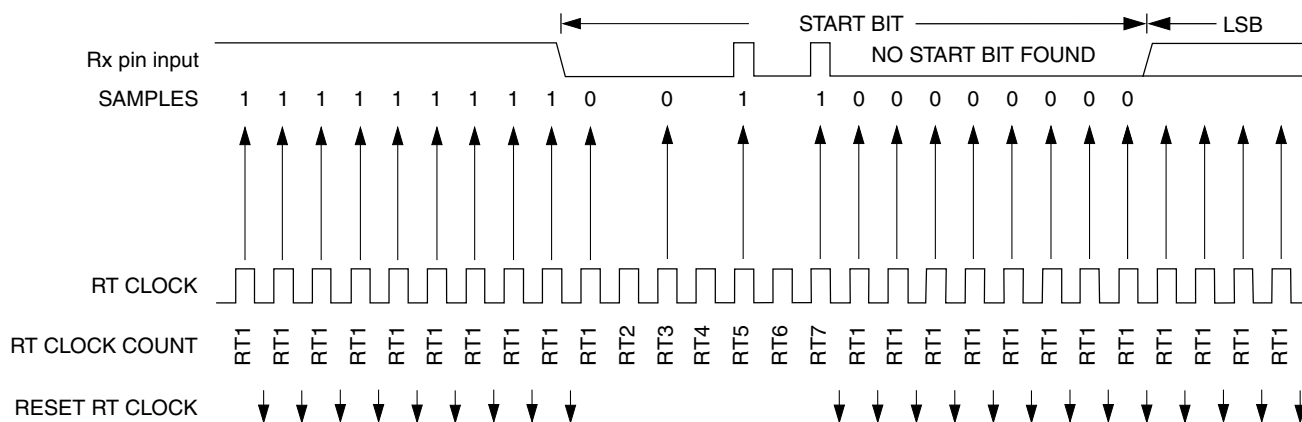 START BIT
LSB
Rx pin input
NO START BIT FOUND
SAMPLES 1 1 1 1 1 1 1 1 1 0 0 1 1 0 0 0 0 0 0 0 0
RT CLOCK
RT CLOCK COUNT RT1 RT1 RT1 RT1 RT1 RT1 RT1 RT1 RT1 RT1 RT2 RT3 RT4 RT5 RT6 RT7 RT1 RT1 RT1 RT1 RT1 RT1 RT1 RT1 RT1 RT1 RT1 RT1
RESET RT CLOCK